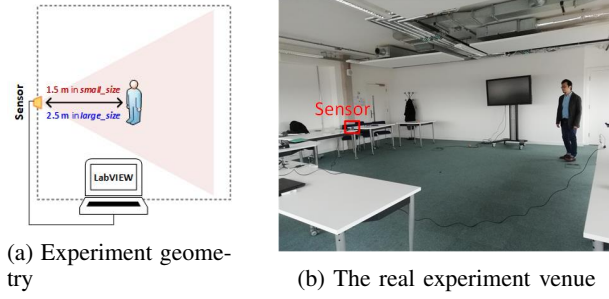 Sensor
1.5 m in small_size
2.5 m in large_size
LabVIEW
(a) Experiment geome-
try
Sensor
(b) The real experiment venue